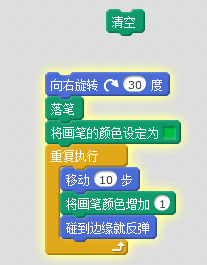 清空
向右旋转 30 度
落笔
将画笔的颜色设定为
重复执行
移动 10 步
将画笔颜色增加 1
碰到边缘就反弹